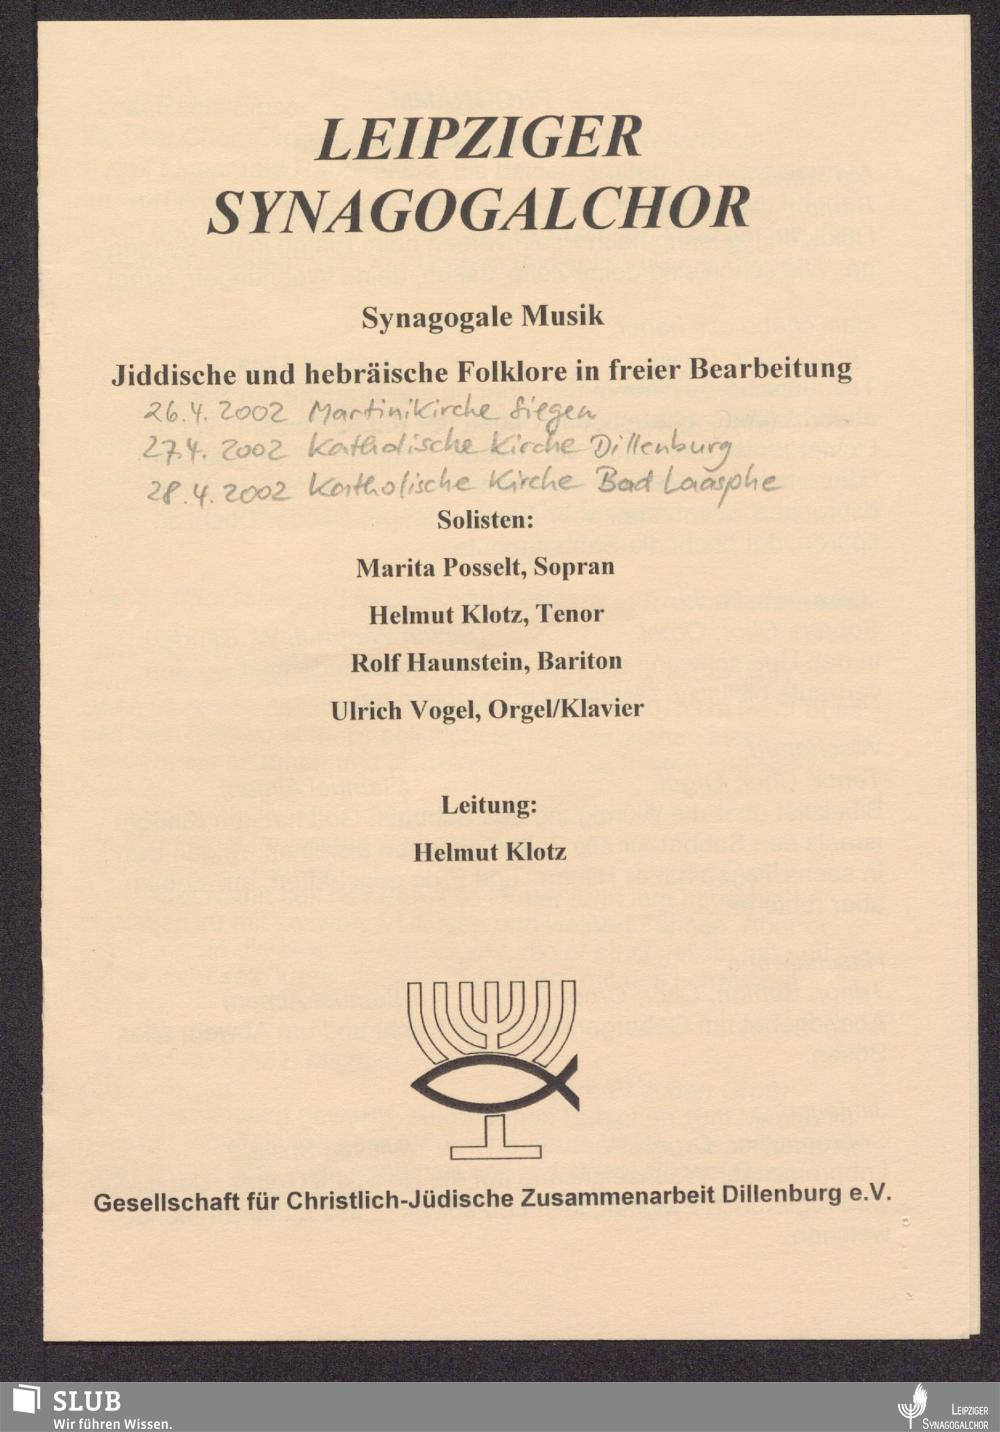 LEIPZIGER
SYNAGOGALCHOR
Synagogale Musik
Jiddische und hebräische Folklore in freier Bearbeitung
26.4. 2002 Martinikirche Siegen
27.4. 2002 Katholische Kirche Dillenburg
28.4. 2002 Katholische Kirche Bad Laasphe
Solisten:
Marita Posselt, Sopran
Helmut Klotz, Tenor
Rolf Haunstein, Bariton
Ulrich Vogel, Orgel/Klavier
Leitung:
Helmut Klotz
Gesellschaft für Christlich-Jüdische Zusammenarbeit Dillenburg e.V.
SLUB
Wir führen Wissen.
LEIPZIGER
SYNAGOGALCHOR